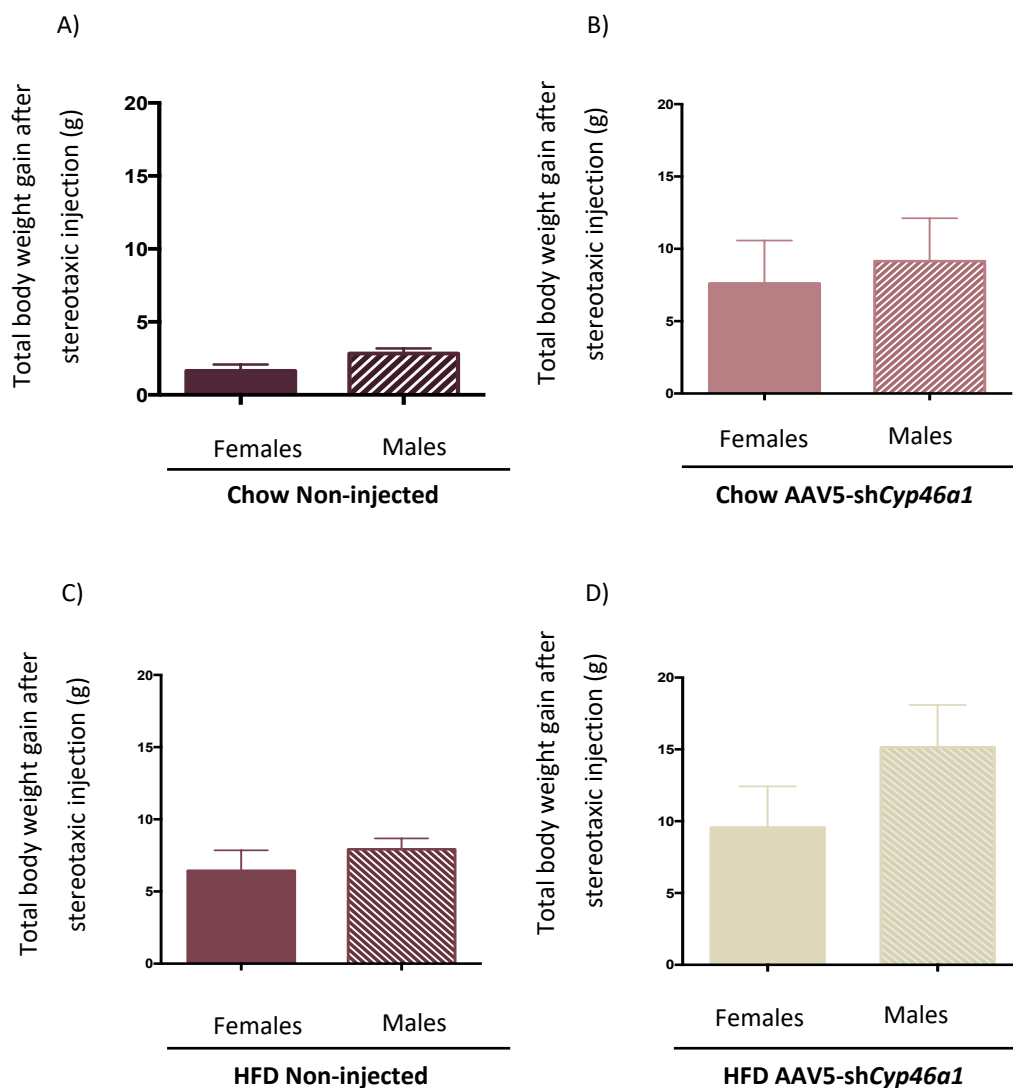 A)
Total body weight gain after
stereotaxic injection (g)
20
15
10
5
0
Females Males
Chow Non-injected
B)
Total body weight gain after
stereotaxic injection (g)
20
15
10
5
0
Females Males
Chow AAV5-shCyp46a1
C)
Total body weight gain after
stereotaxic injection (g)
20
15
10
5
0
Females Males
HFD Non-injected
D)
Total body weight gain after
stereotaxic injection (g)
20
15
10
5
0
Females Males
HFD AAV5-shCyp46a1